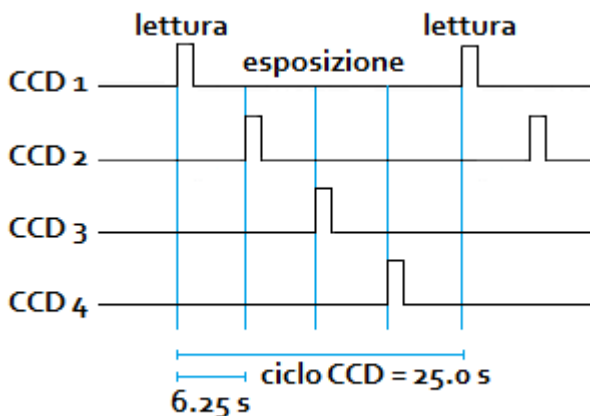 lettura lettura
CCD 1 esposizione
CCD 2
CCD 3
CCD 4
ciclo CCD = 25.0 s
6.25 s